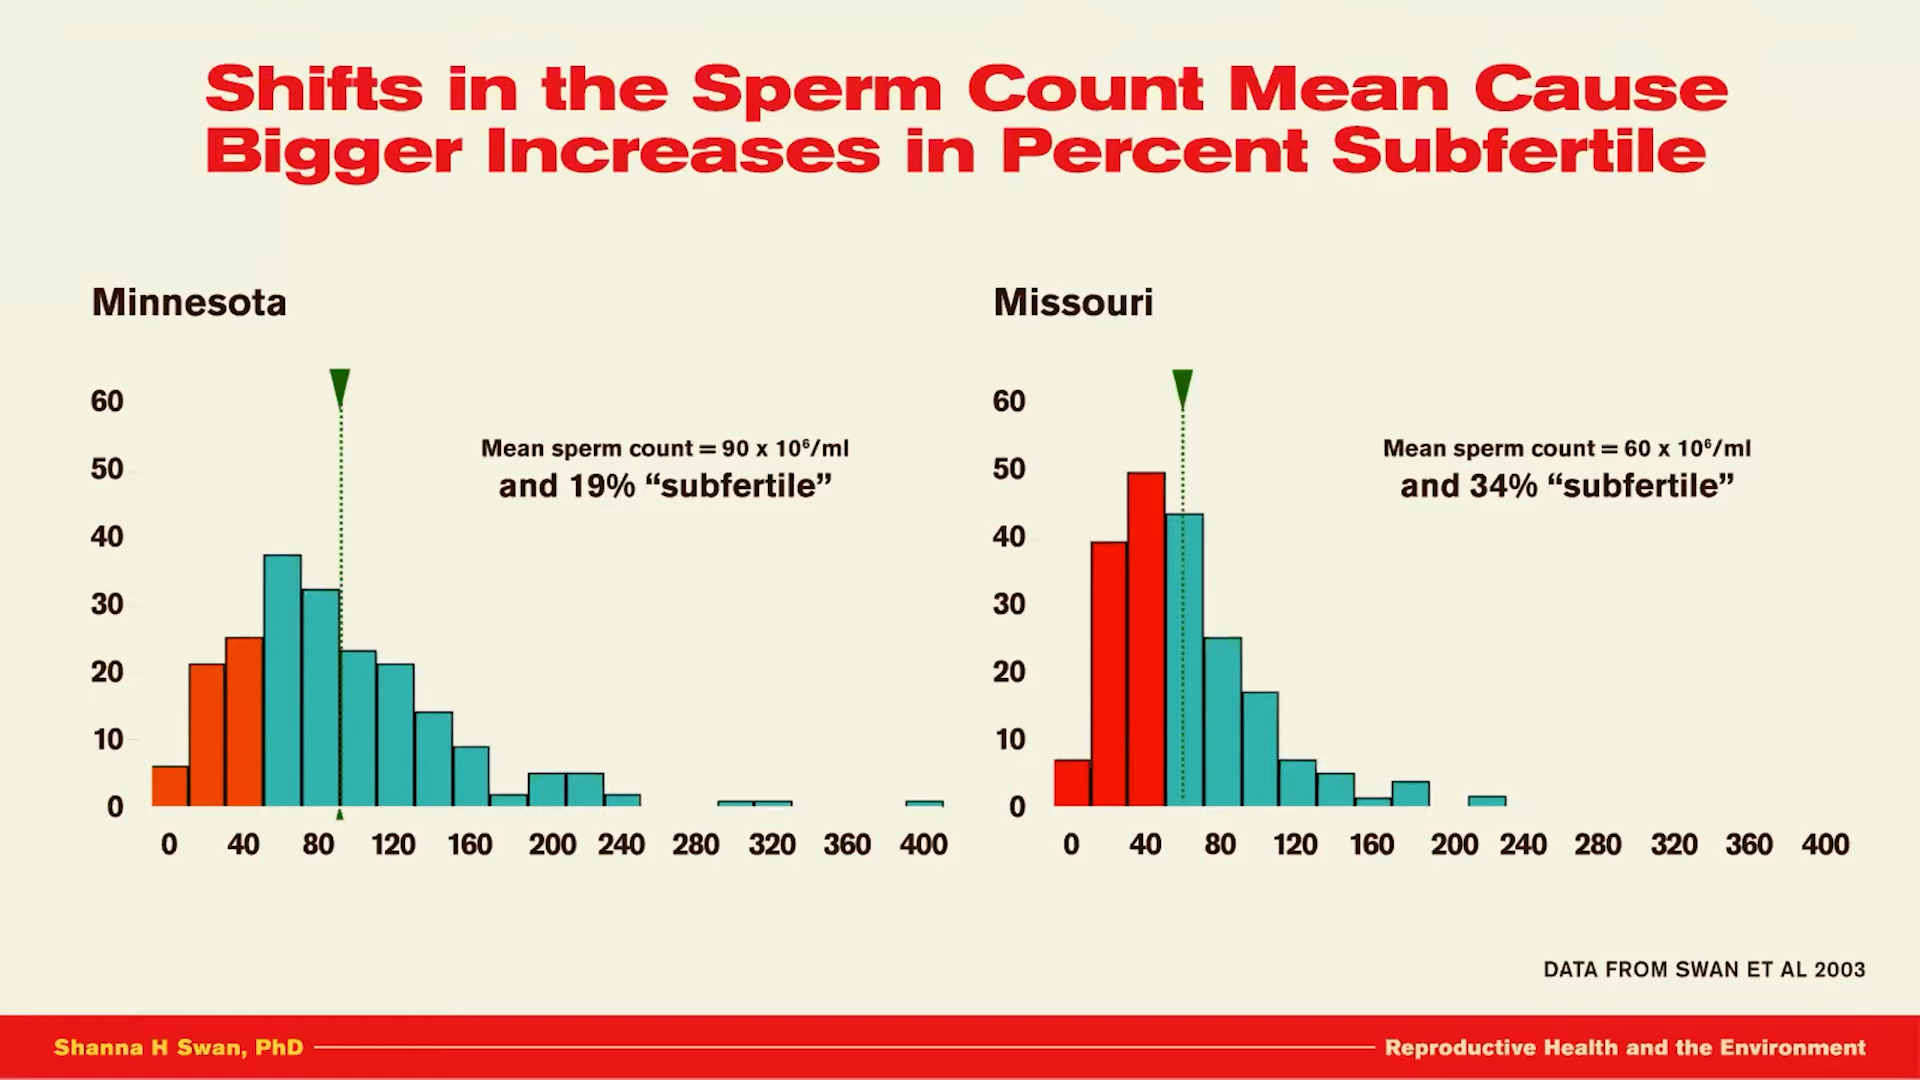 Shifts in the Sperm Count Mean Cause
Bigger Increases in Percent Subfertile
Minnesota
60
50
40
30
20
10
0
Mean sperm count = 90 x 10⁶/ml
and 19% “subfertile”
0 40 80 120 160 200 240 280 320 360 400
Missouri
60
50
40
30
20
10
0
Mean sperm count = 60 x 10⁶/ml
and 34% “subfertile”
0 40 80 120 160 200 240 280 320 360 400
DATA FROM SWAN ET AL 2003
Shanna H Swan, PhD
Reproductive Health and the Environment